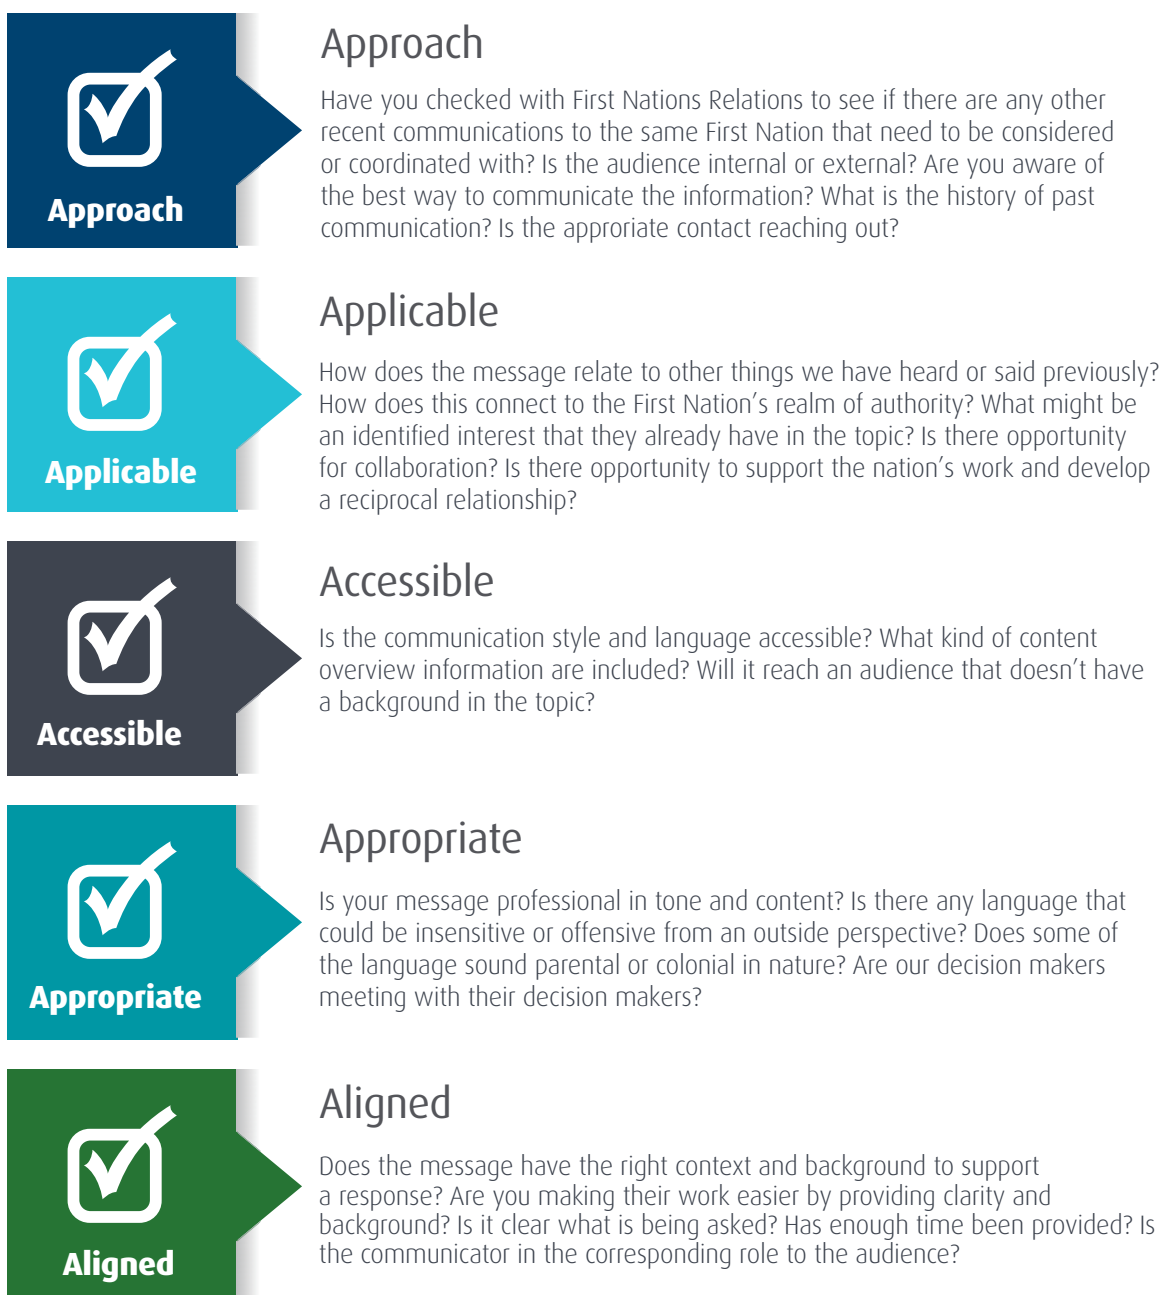 Approach
Approach
Have you checked with First Nations Relations to see if there are any other
recent communications to the same First Nation that need to be considered
or coordinated with? Is the audience internal or external? Are you aware of
the best way to communicate the information? What is the history of past
communication? Is the approriate contact reaching out?
Applicable
Applicable
How does the message relate to other things we have heard or said previously?
How does this connect to the First Nation’s realm of authority? What might be
an identified interest that they already have in the topic? Is there opportunity
for collaboration? Is there opportunity to support the nation’s work and develop
a reciprocal relationship?
Accessible
Accessible
Is the communication style and language accessible? What kind of content
overview information are included? Will it reach an audience that doesn’t have
a background in the topic?
Appropriate
Appropriate
Is your message professional in tone and content? Is there any language that
could be insensitive or offensive from an outside perspective? Does some of
the language sound parental or colonial in nature? Are our decision makers
meeting with their decision makers?
Aligned
Aligned
Does the message have the right context and background to support
a response? Are you making their work easier by providing clarity and
background? Is it clear what is being asked? Has enough time been provided? Is
the communicator in the corresponding role to the audience?